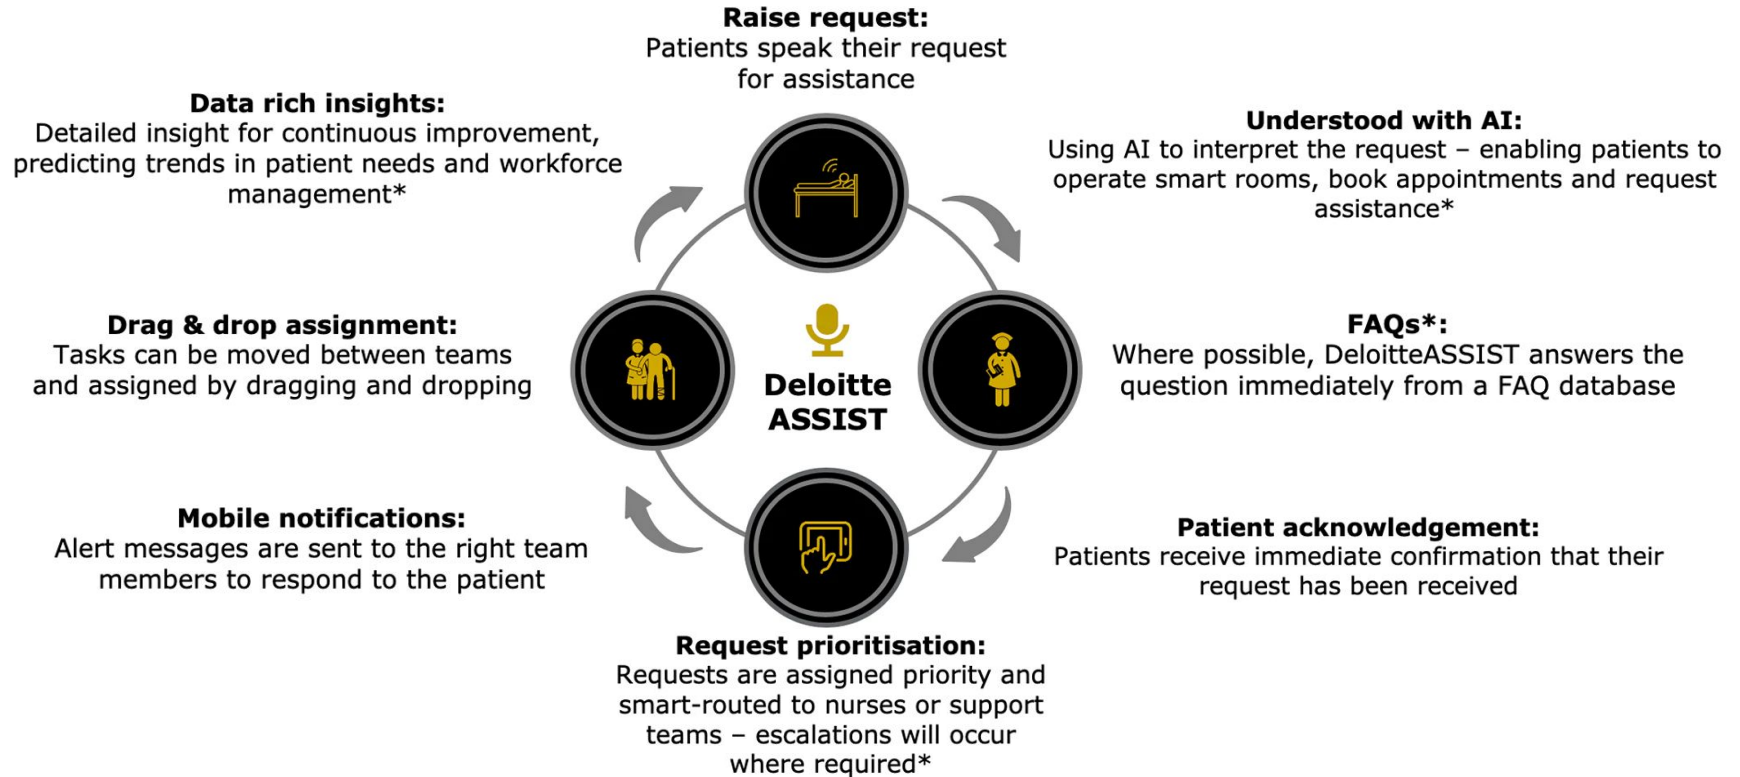 Raise request:
Patients speak their request
for assistance
Understood with AI:
Using AI to interpret the request – enabling patients to
operate smart rooms, book appointments and request
assistance*
FAQs*:
Where possible, DeloitteASSIST answers the
question immediately from a FAQ database
Patient acknowledgement:
Patients receive immediate confirmation that their
request has been received
Request prioritisation:
Requests are assigned priority and
smart-routed to nurses or support
teams – escalations will occur
where required*
Mobile notifications:
Alert messages are sent to the right team
members to respond to the patient
Drag & drop assignment:
Tasks can be moved between teams
and assigned by dragging and dropping
Data rich insights:
Detailed insight for continuous improvement,
predicting trends in patient needs and workforce
management*
Deloitte
ASSIST